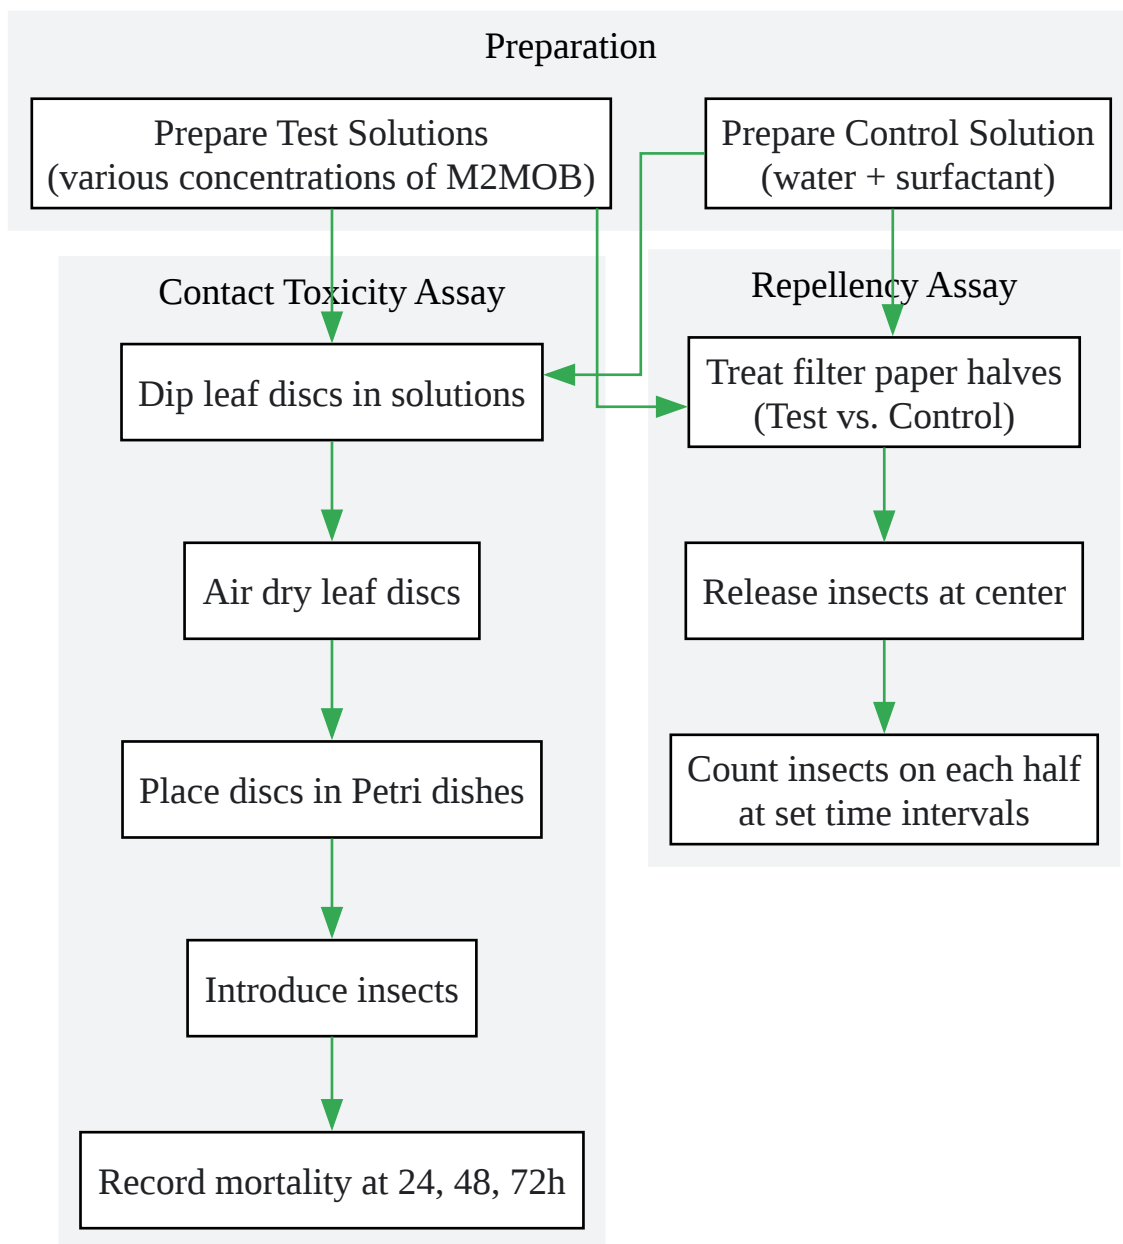 Preparation
Prepare Test Solutions
(various concentrations of M2MOB)
Prepare Control Solution
(water + surfactant)
Contact Toxicity Assay
Dip leaf discs in solutions
Air dry leaf discs
Place discs in Petri dishes
Introduce insects
Record mortality at 24, 48, 72h
Repellency Assay
Treat filter paper halves
(Test vs. Control)
Release insects at center
Count insects on each half
at set time intervals